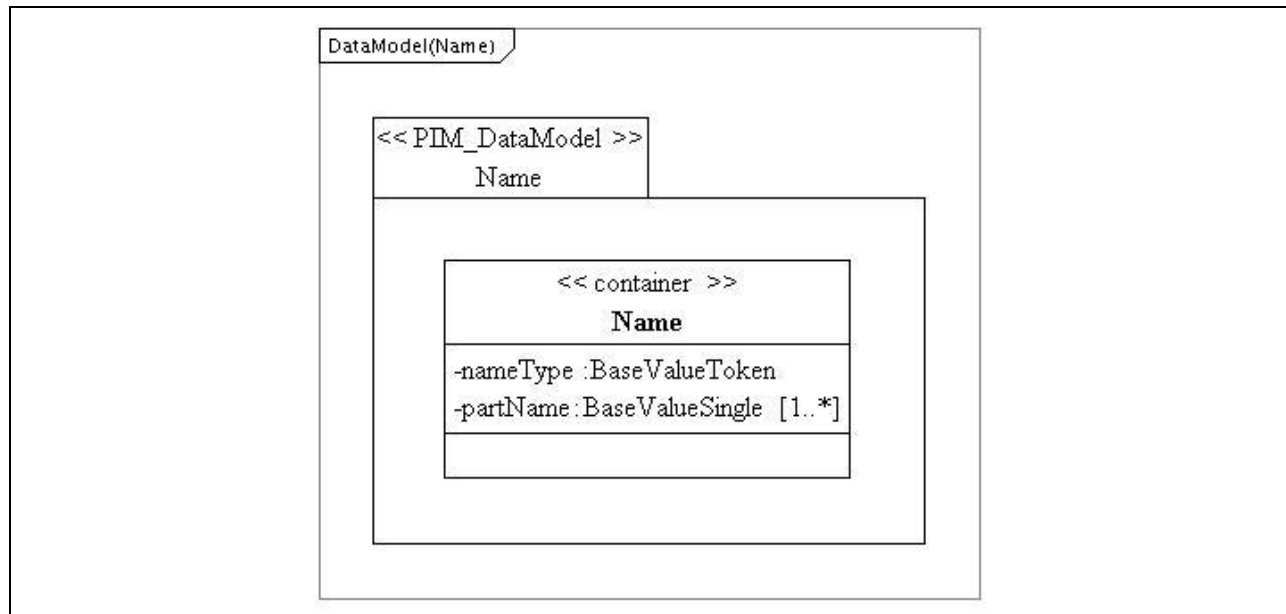 DataModel(Name)
<< PIM_DataModel >>
Name
<< container >>
Name
-nameType :BaseValueToken
-partName:BaseValueSingle [1..*]